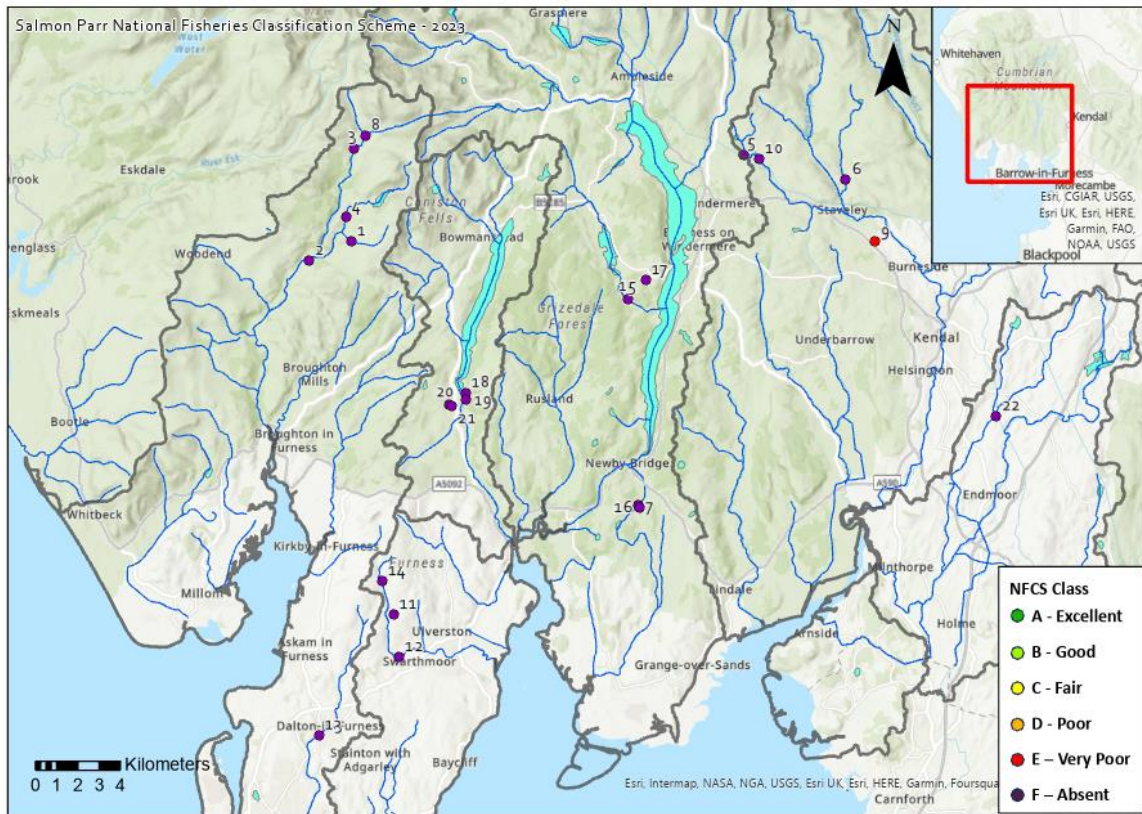 Salmon Parr National Fisheries Classification Scheme - 2023
Grasmere
Wast
Water
Ambleside
N
Whitehaven
Cumbrian
Mountains
Kendal
Barrow-in-Furness
Morecambe
Esri, CGIAR, USGS,
Esri UK, Esri, HERE,
Garmin, FAO,
NOAA, USGS
Blackpool
8
3
5
10
Eskdale
River Esk
6
Coniston
Fells
B5285
Windermere
Staveley
4
1
Bowmanstead
Bowness on
Windermere
9
Woodend
2
Burneside
17
15
Eskmeals
Grizedale
Forest
Underbarrow
Kendal
Helsington
Broughton
Mills
18
20
19
21
Rusland
22
Bootle
Broughton in
Furness
A5092
Newby Bridge
A590
Endmoor
Whitbeck
16
7
Kirkby-in-Furness
Furness
Milnthorpe
14
Millom
Lindale
11
Holme
Askam in
Furness
Ulverston
Arnside
12
Swarthmoor
Grange-over-Sands
13
Dalton-in-Furness
Stainton with
Adgarley
Baycliff
Kilometers
0 1 2 3 4
Esri, Intermap, NASA, NGA, USGS, Esri UK, Esri, HERE, Garmin, Foursqua
Carnforth
NFCS Class
A - Excellent
B - Good
C - Fair
D - Poor
E – Very Poor
F – Absent